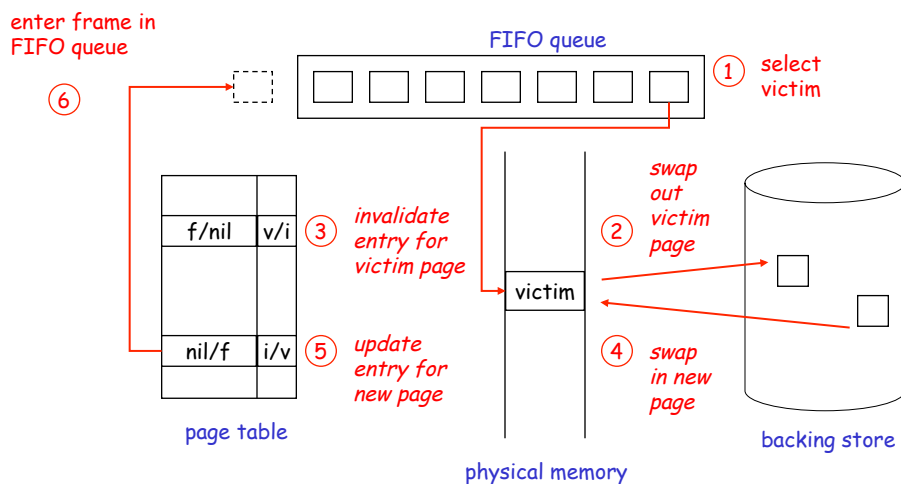 enter frame in
FIFO queue
6
FIFO queue
1
select
victim
f/nil
v/i
3
invalidate
entry for
victim page
nil/f
i/v
5
update
entry for
new page
page table
victim
physical memory
2
swap
out
victim
page
4
swap
in new
page
backing store